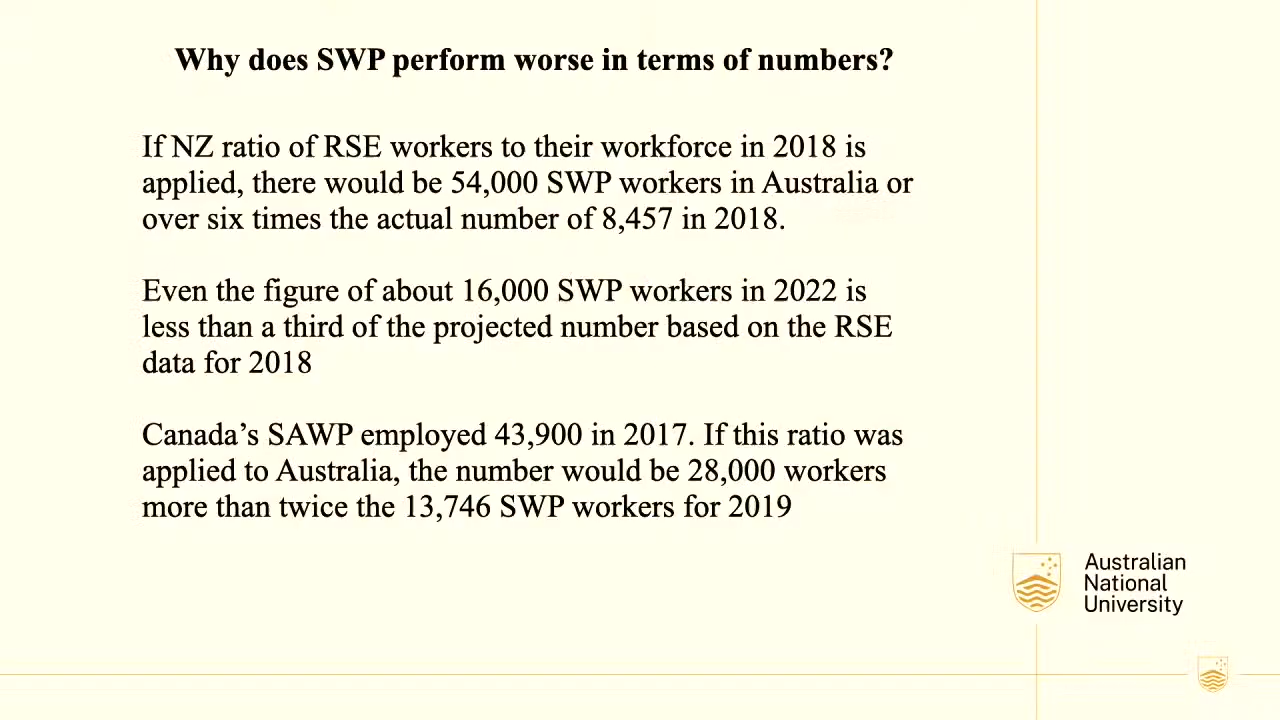 Why does SWP perform worse in terms of numbers?
If NZ ratio of RSE workers to their workforce in 2018 is
applied, there would be 54,000 SWP workers in Australia or
over six times the actual number of 8,457 in 2018.
Even the figure of about 16,000 SWP workers in 2022 is
less than a third of the projected number based on the RSE
data for 2018
Canada’s SAWP employed 43,900 in 2017. If this ratio was
applied to Australia, the number would be 28,000 workers
more than twice the 13,746 SWP workers for 2019
Australian
National
University